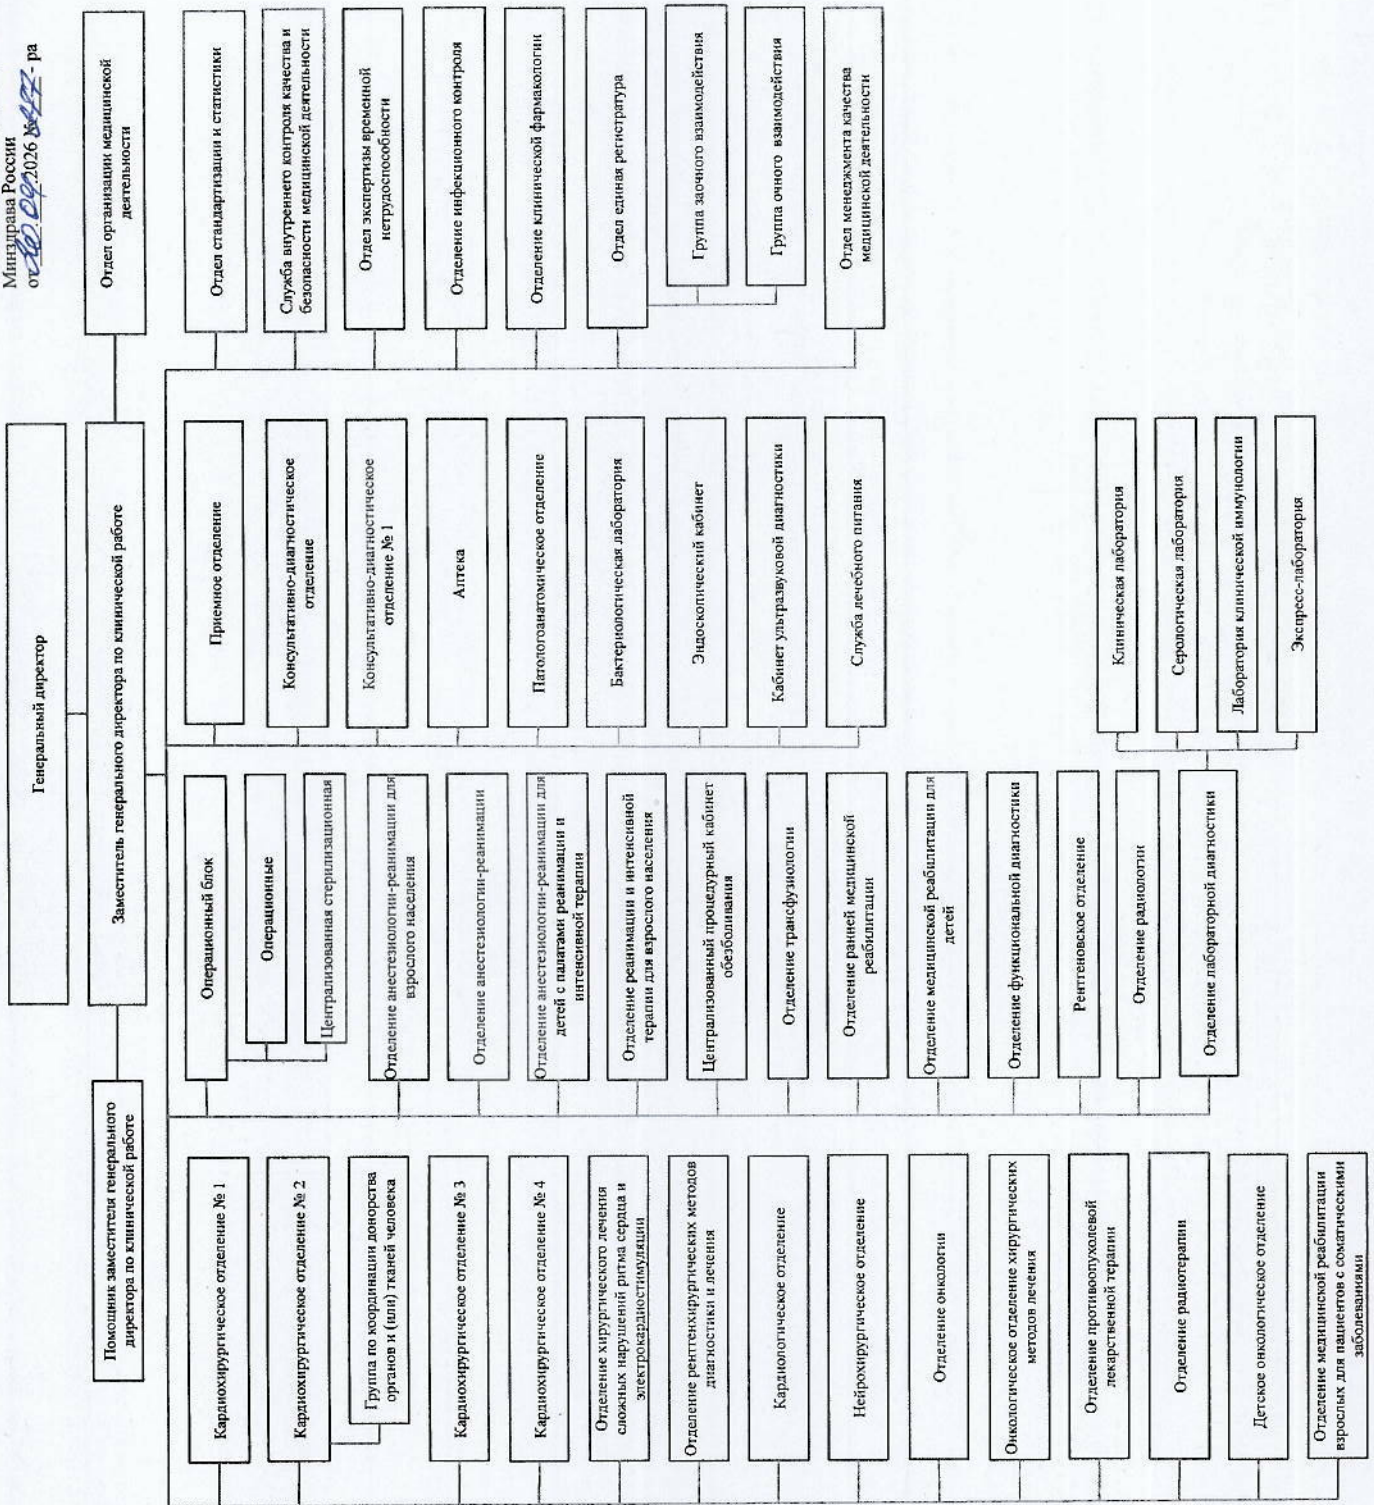 Минздрава России
.2026 № - ра
Генеральный директор
Помощник заместителя генерального
директора по клинической работе
Заместитель генерального директора по клинической работе
Отдел организации медицинской
деятельности
Кардиохирургическое отделение № 1
Кардиохирургическое отделение № 2
Группа по координации донорства
органов и (или) тканей человека
Кардиохирургическое отделение № 3
Кардиохирургическое отделение № 4
Отделение хирургического лечения
сложных нарушений ритма сердца и
электрокардиостимуляции
Отделение рентгенхирургических методов
диагностики и лечения
Кардиологическое отделение
Нейрохирургическое отделение
Отделение онкологии
Онкологическое отделение хирургических
методов лечения
Отделение противоопухолевой
лекарственной терапии
Отделение радиотерапии
Детское онкологическое отделение
Отделение медицинской реабилитации
взрослых для пациентов с соматическими
заболеваниями
Операционный блок
Операционные
Централизованная стерилизационная
Отделение анестезиологии-реанимации для
взрослого населения
Отделение анестезиологии-реанимации
Отделение анестезиологии-реанимации для
детей с палатами реанимации и
интенсивной терапии
Отделение реанимации и интенсивной
терапии для взрослого населения
Централизованный процедурный кабинет
обезболивания
Отделение трансфузиологии
Отделение ранней медицинской
реабилитации
Отделение медицинской реабилитации для
детей
Отделение функциональной диагностики
Рентгеновское отделение
Отделение радиологии
Отделение лабораторной диагностики
Клиническая лаборатория
Серологическая лаборатория
Лаборатория клинической иммунологии
Экспресс-лаборатория
Приемное отделение
Консультативно-диагностическое
отделение
Консультативно-диагностическое
отделение № 1
Аптека
Патологоанатомическое отделение
Бактериологическая лаборатория
Эндоскопический кабинет
Кабинет ультразвуковой диагностики
Служба лечебного питания
Отдел стандартизации и статистики
Служба внутреннего контроля качества и
безопасности медицинской деятельности
Отдел экспертизы временной
нетрудоспособности
Отделение инфекционного контроля
Отделение клинической фармакологии
Отдел единая регистратура
Группа заочного взаимодействия
Группа очного взаимодействия
Отдел менеджмента качества
медицинской деятельности